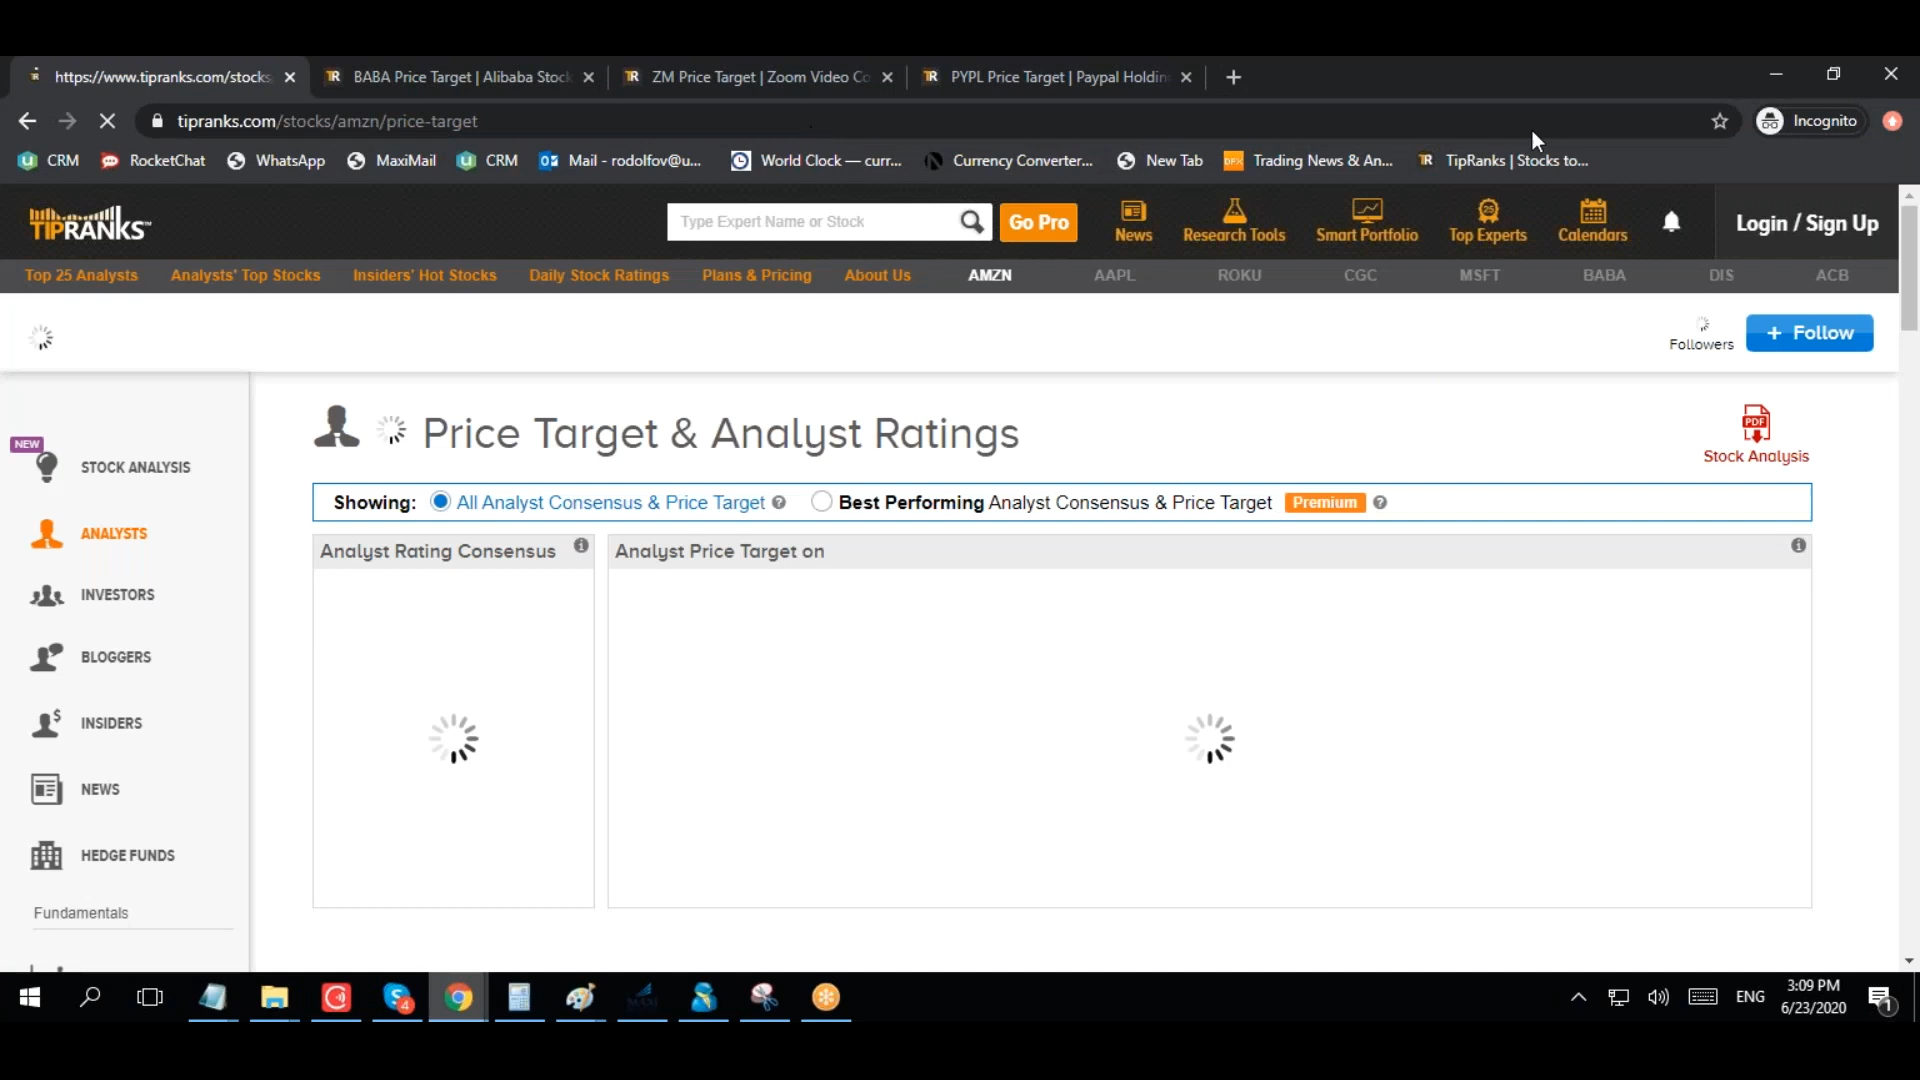 https://www.tipranks.com/stocks
BABA Price Target | Alibaba Stock
ZM Price Target | Zoom Video Co
PYPL Price Target | Paypal Holdin
tipranks.com/stocks/amzn/price-target
Incognito
CRM
RocketChat
WhatsApp
MaxiMail
CRM
Mail - rodolfov@u...
World Clock — curr...
Currency Converter...
New Tab
Trading News & An...
TipRanks | Stocks to...
TIPRANKS™
Type Expert Name or Stock
Go Pro
News
Research Tools
Smart Portfolio
Top Experts
Calendars
Login / Sign Up
Top 25 Analysts
Analysts' Top Stocks
Insiders' Hot Stocks
Daily Stock Ratings
Plans & Pricing
About Us
AMZN
AAPL
ROKU
CGC
MSFT
BABA
DIS
ACB
Followers
+ Follow
Price Target & Analyst Ratings
PDF
Stock Analysis
NEW
STOCK ANALYSIS
ANALYSTS
INVESTORS
BLOGGERS
INSIDERS
NEWS
HEDGE FUNDS
Fundamentals
Showing: All Analyst Consensus & Price Target
Best Performing Analyst Consensus & Price Target Premium
Analyst Rating Consensus
Analyst Price Target on
ENG
3:09 PM
6/23/2020